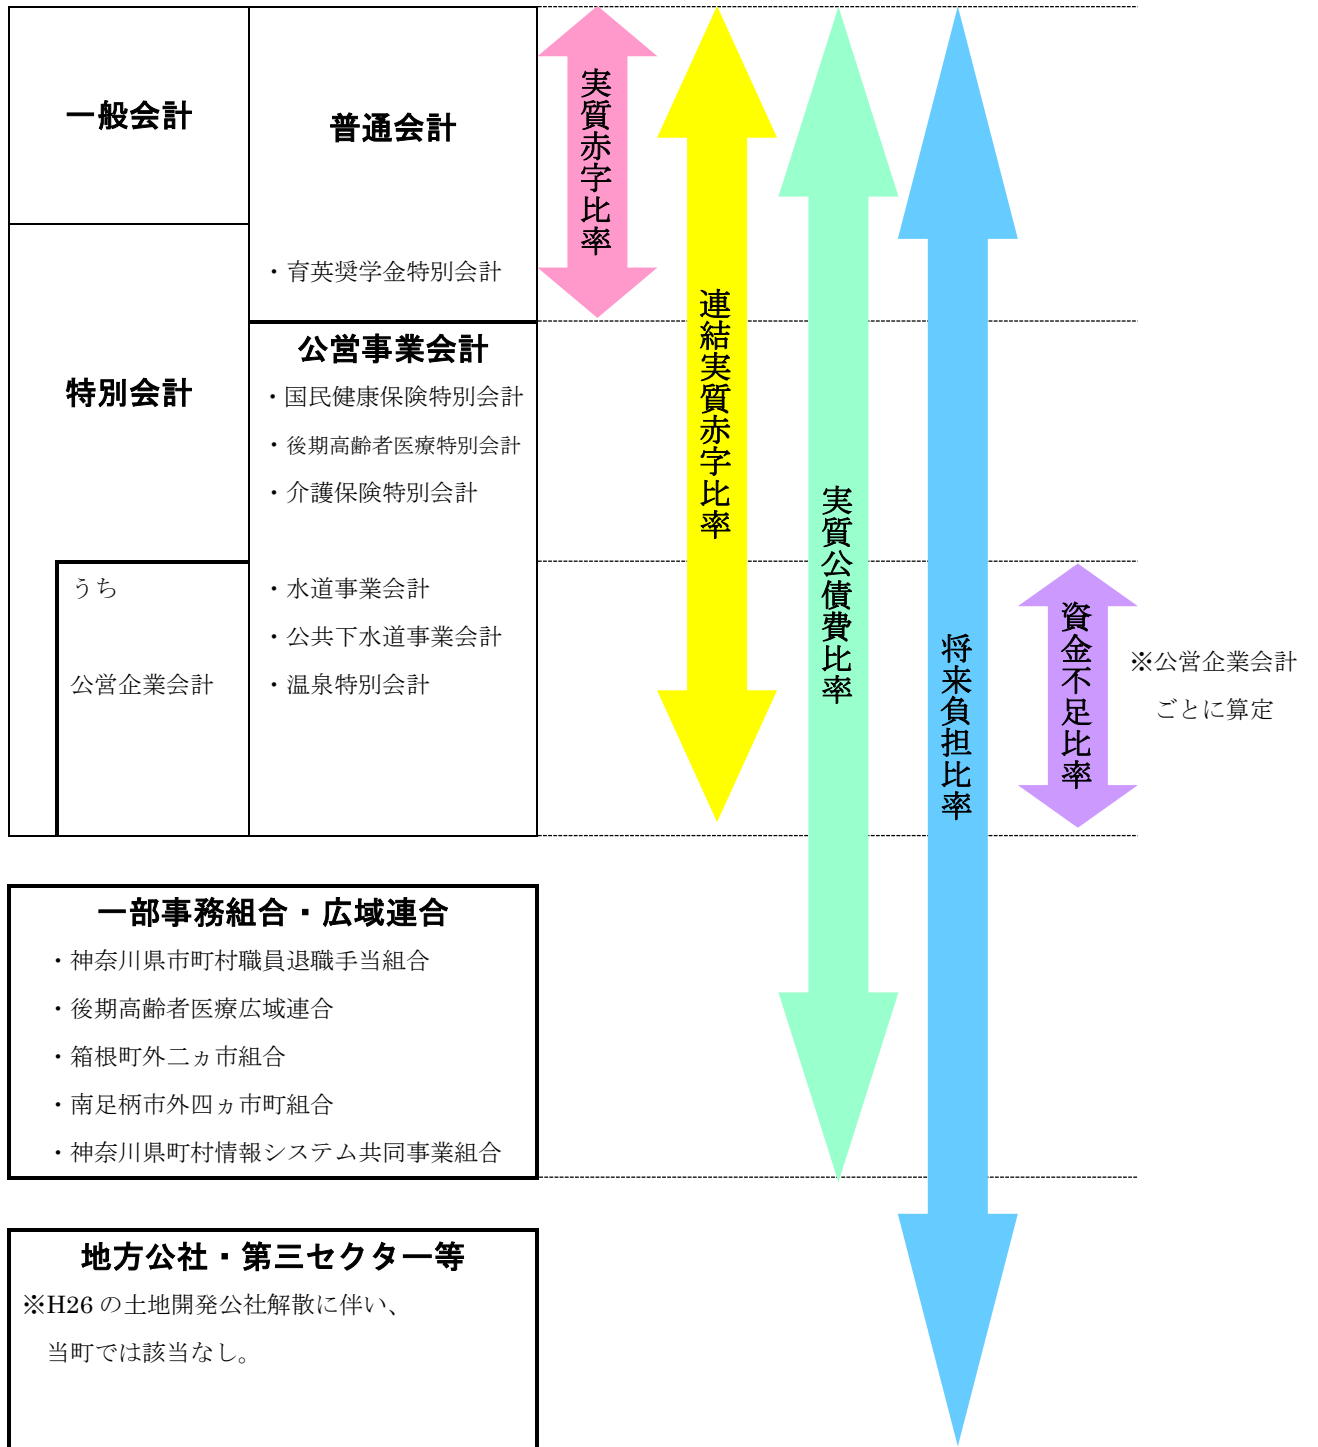 一般会計
普通会計
・育英奨学金特別会計
特別会計
公営事業会計
・国民健康保険特別会計
・後期高齢者医療特別会計
・介護保険特別会計
うち
公営企業会計
・水道事業会計
・公共下水道事業会計
・温泉特別会計
実質赤字比率
連結実質赤字比率
実質公債費比率
将来負担比率
資金不足比率
※公営企業会計
ごとに算定
一部事務組合・広域連合
・神奈川県市町村職員退職手当組合
・後期高齢者医療広域連合
・箱根町外二ヵ市組合
・南足柄市外四ヵ市町組合
・神奈川県町村情報システム共同事業組合
地方公社・第三セクター等
※H26 の土地開発公社解散に伴い、
当町では該当なし。